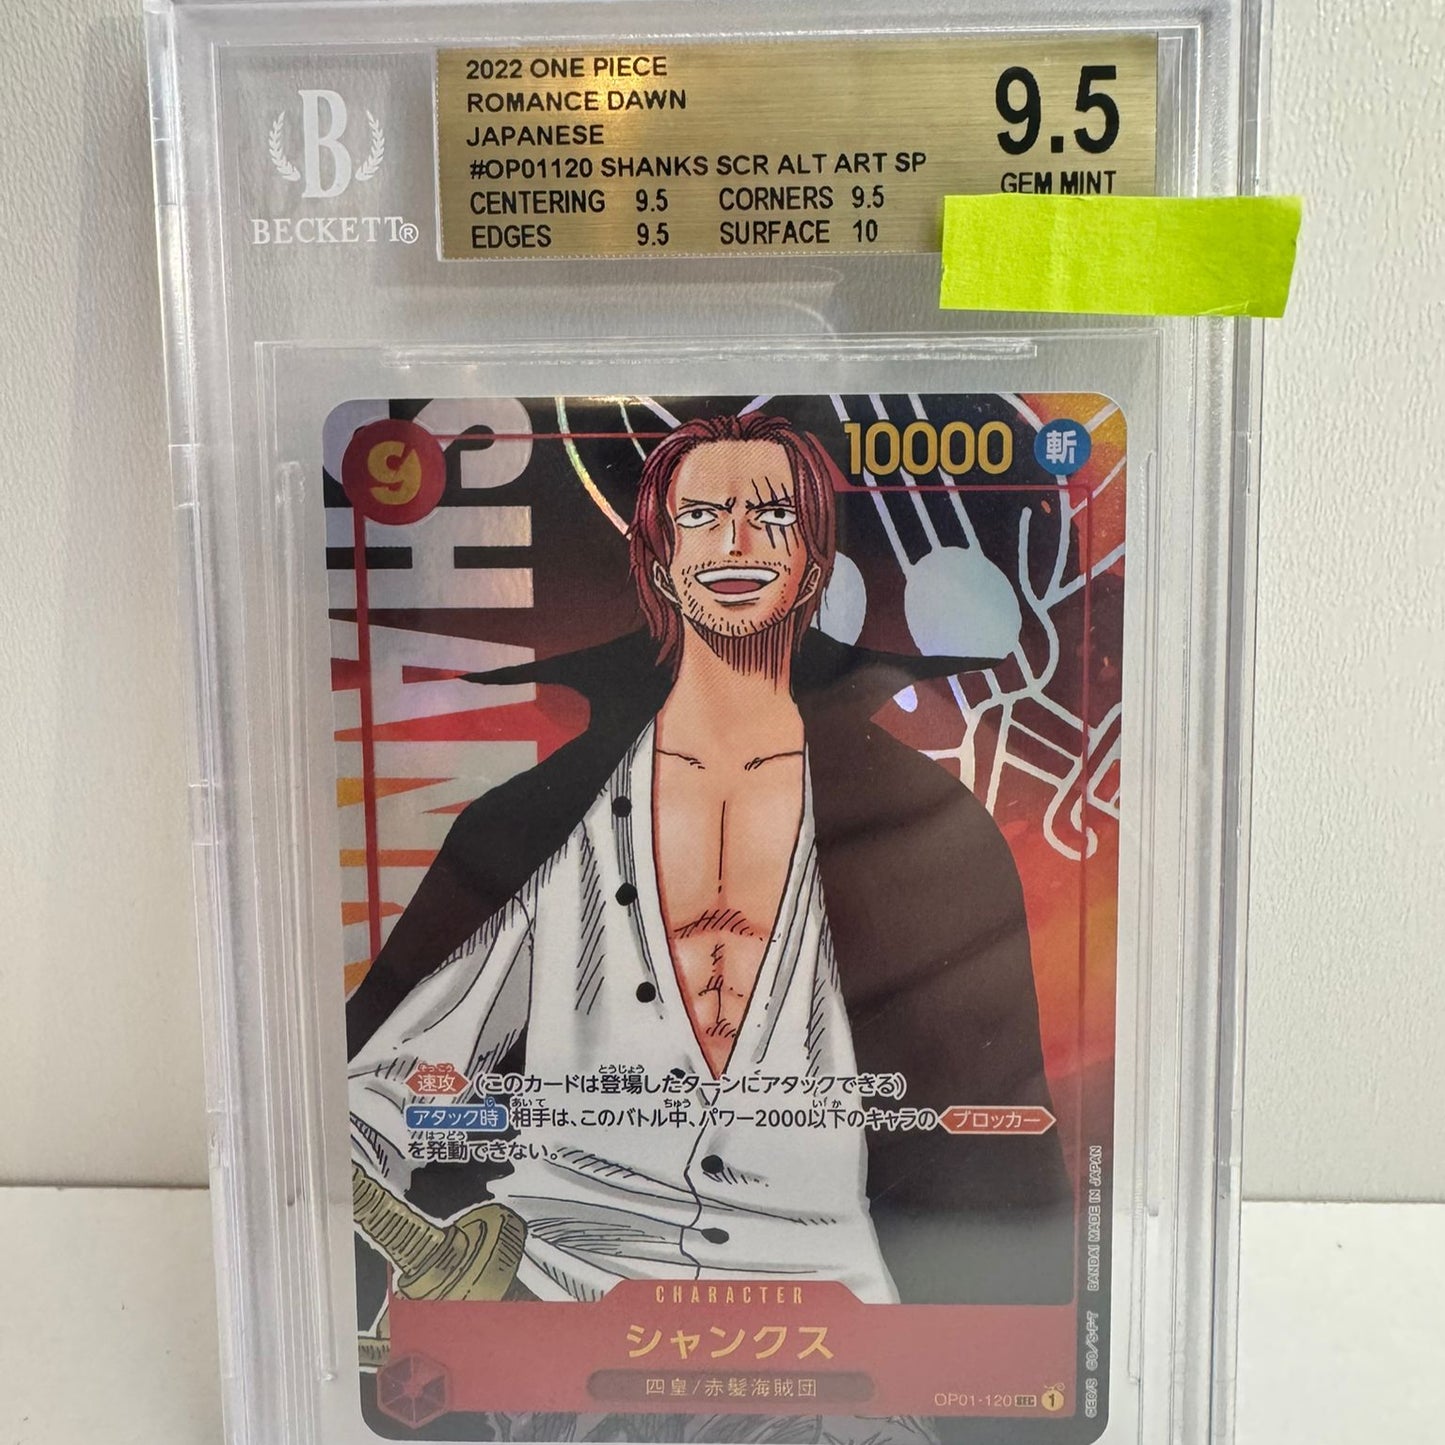 B
BECKETT®
2022 ONE PIECE
ROMANCE DAWN
JAPANESE
#OP01120 SHANKS SCR ALT ART SP
CENTERING 9.5 CORNERS 9.5
EDGES 9.5 SURFACE 10
9.5
GEM MINT
9
10000 斬
SHANKS
速攻 (このカードは登場したターンにアタックできる)
アタック時 相手は、このバトル中、パワー2000以下のキャラの ブロッカー
を発動できない。
CHARACTER
シャンクス
四皇/赤髪海賊団
OP01-120 SEC 1
BANDAI MADE IN JAPAN